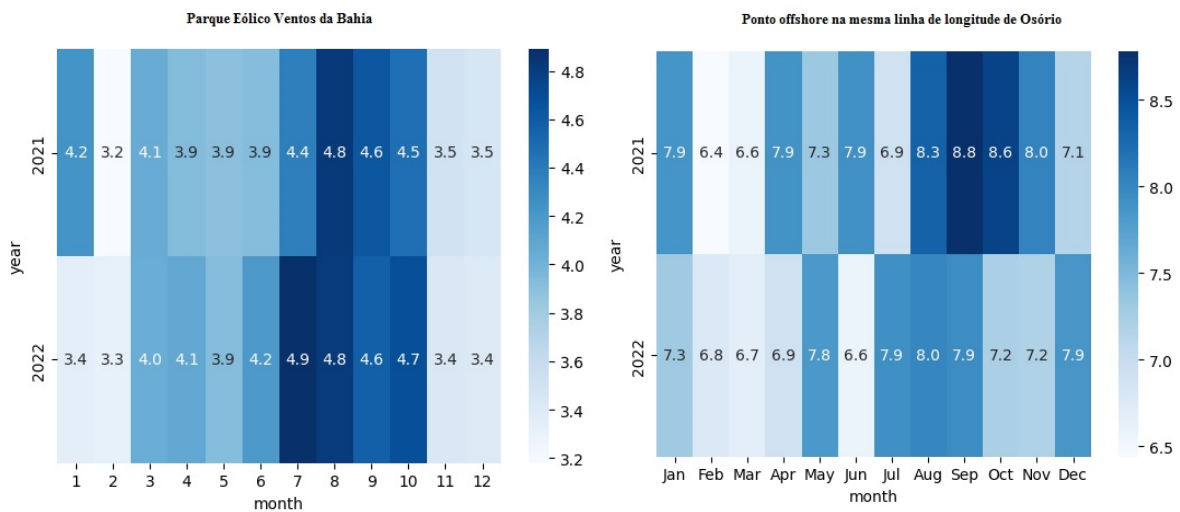 Parque Eólico Ventos da Bahia
4.2 3.2 4.1 3.9 3.9 3.9 4.4 4.8 4.6 4.5 3.5 3.5
3.4 3.3 4.0 4.1 3.9 4.2 4.9 4.8 4.6 4.7 3.4 3.4
2021
2022
year
1 2 3 4 5 6 7 8 9 10 11 12
month
4.8
4.6
4.4
4.2
4.0
3.8
3.6
3.4
3.2
Ponto offshore na mesma linha de longitude de Osório
7.9 6.4 6.6 7.9 7.3 7.9 6.9 8.3 8.8 8.6 8.0 7.1
7.3 6.8 6.7 6.9 7.8 6.6 7.9 8.0 7.9 7.2 7.2 7.9
2021
2022
year
Jan Feb Mar Apr May Jun Jul Aug Sep Oct Nov Dec
month
8.5
8.0
7.5
7.0
6.5